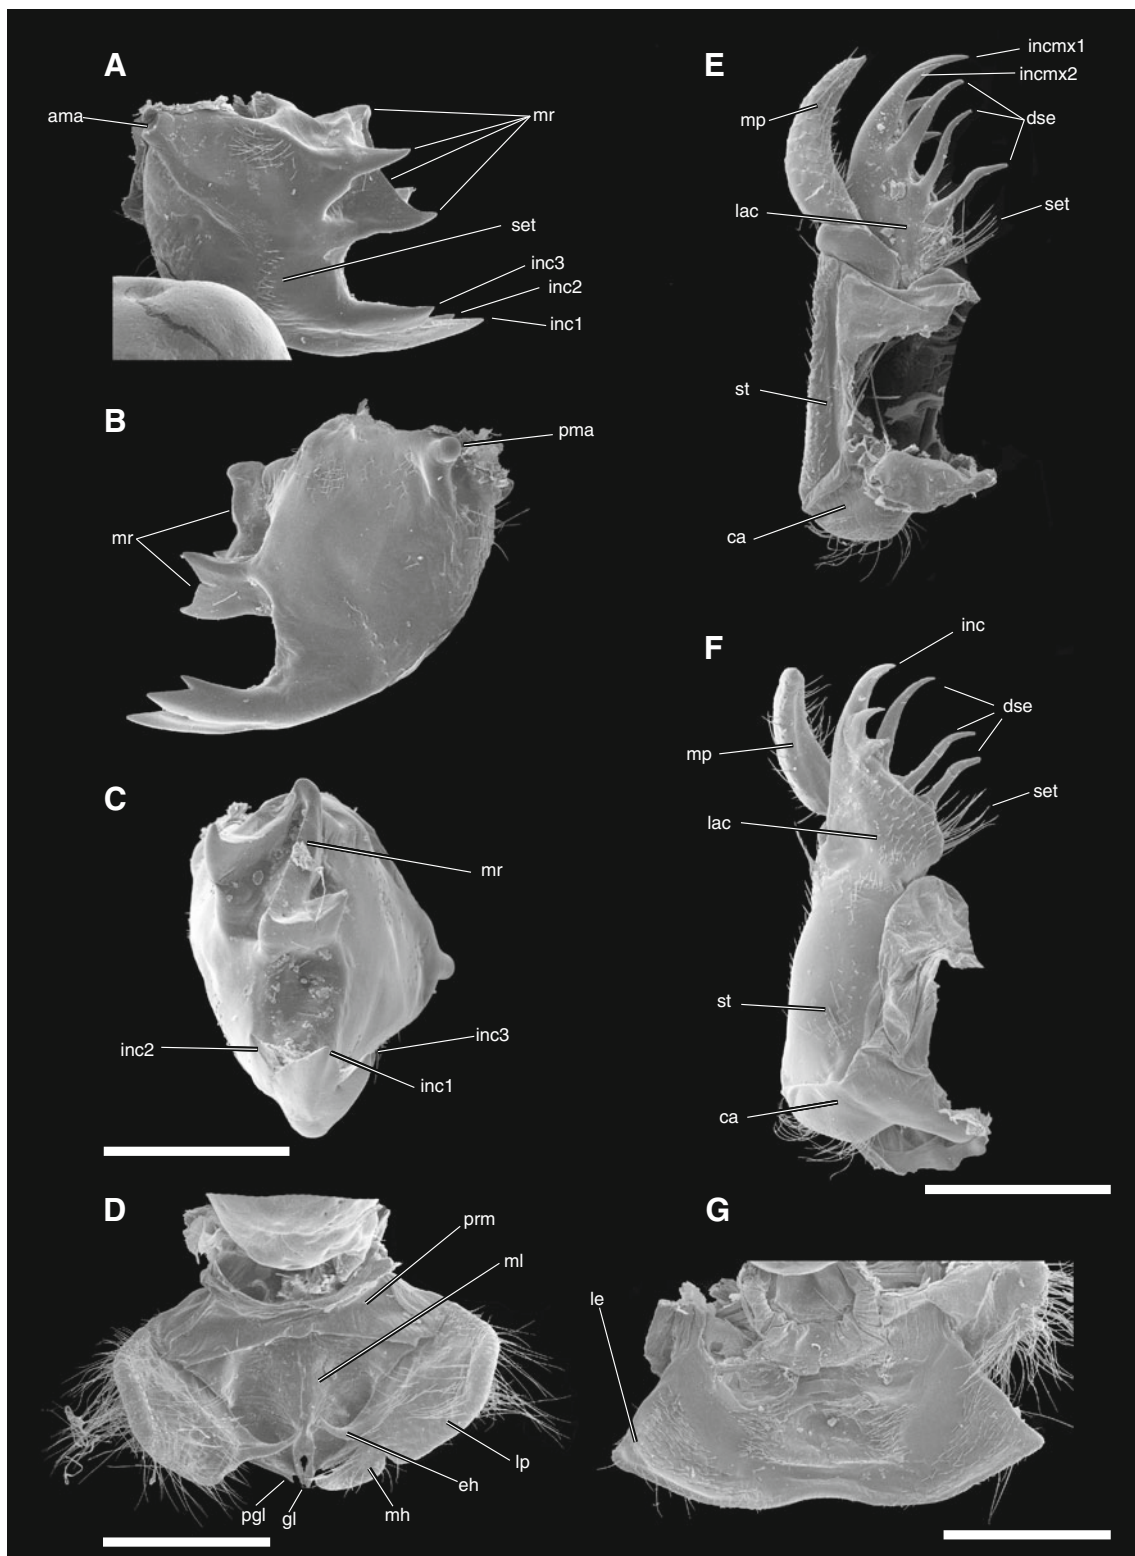 A
ama
mr
set
inc3
inc2
inc1
B
pma
mr
C
mr
inc2
inc3
inc1
D
prm
ml
lp
eh
mh
gl
pgl
E
incmx1
incmx2
mp
dse
lac
set
st
ca
F
inc
dse
mp
set
lac
st
ca
G
le